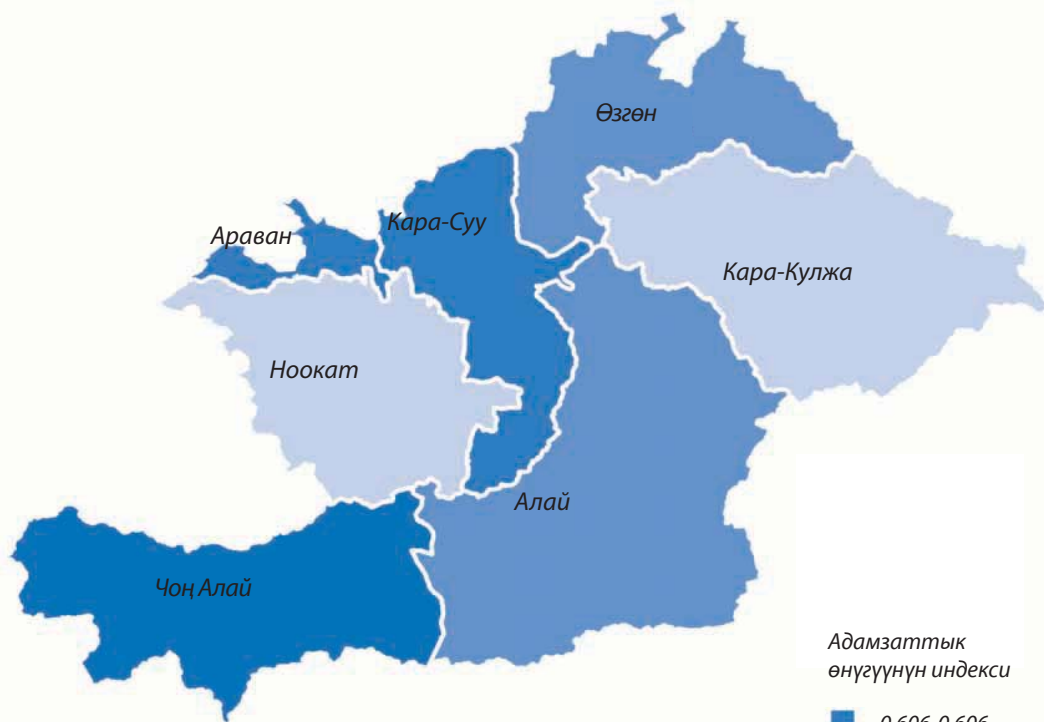 Өзгөн
Кара-Суу
Араван
Кара-Кулжа
Ноокат
Алай
Чоң Алай
Адамзаттык
өнүгүүнүн индекси